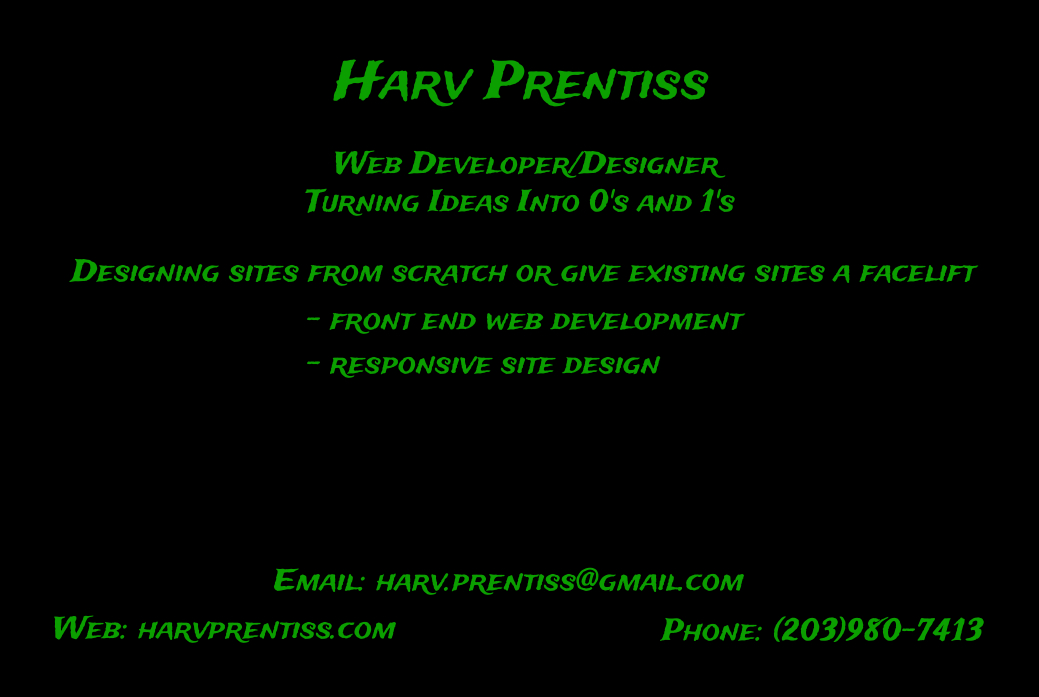 Harv Prentiss
Web Developer/Designer
Turning Ideas Into 0's and 1's
Designing sites from scratch or give existing sites a facelift
- front end web development
- responsive site design
Email: harv.prentiss@gmail.com
Web: harvprentiss.com
Phone: (203)980-7413